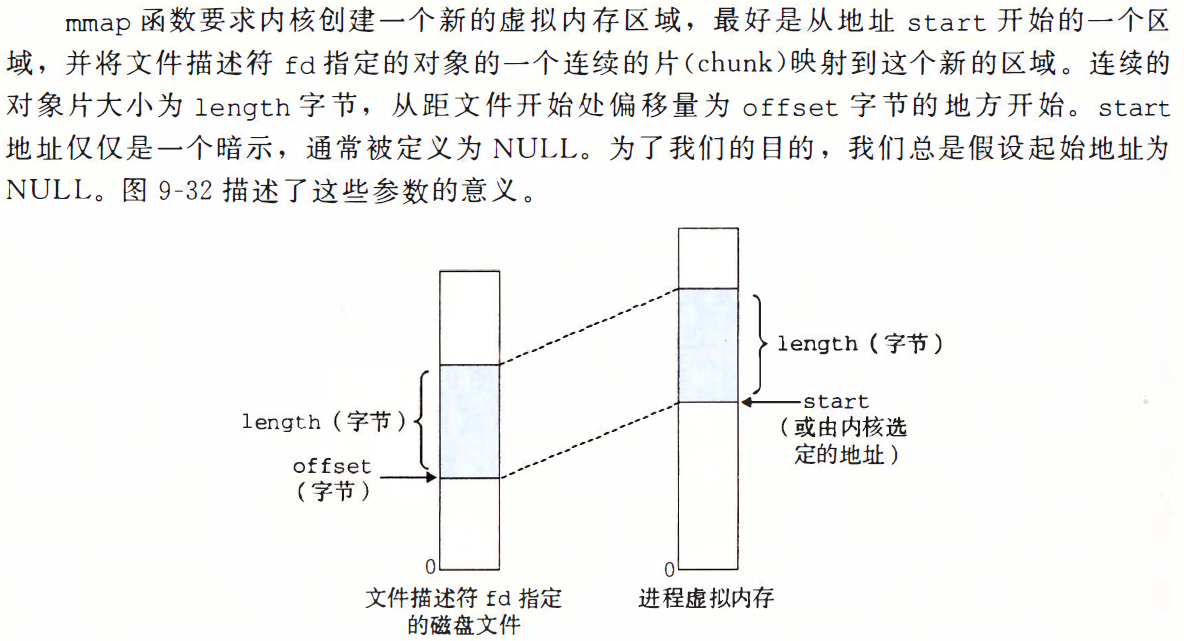 mmap 函数要求内核创建一个新的虚拟内存区域，最好是从地址 start 开始的一个区
域，并将文件描述符 fd 指定的对象的一个连续的片(chunk)映射到这个新的区域。连续的
对象片大小为 length 字节，从距文件开始处偏移量为 offset 字节的地方开始。start
地址仅仅是一个暗示，通常被定义为 NULL。为了我们的目的，我们总是假设起始地址为
NULL。图 9-32 描述了这些参数的意义。
length（字节）
length（字节）
start
（或由内核选
定的地址）
offset
（字节）
0
0
文件描述符 fd 指定
的磁盘文件
进程虚拟内存